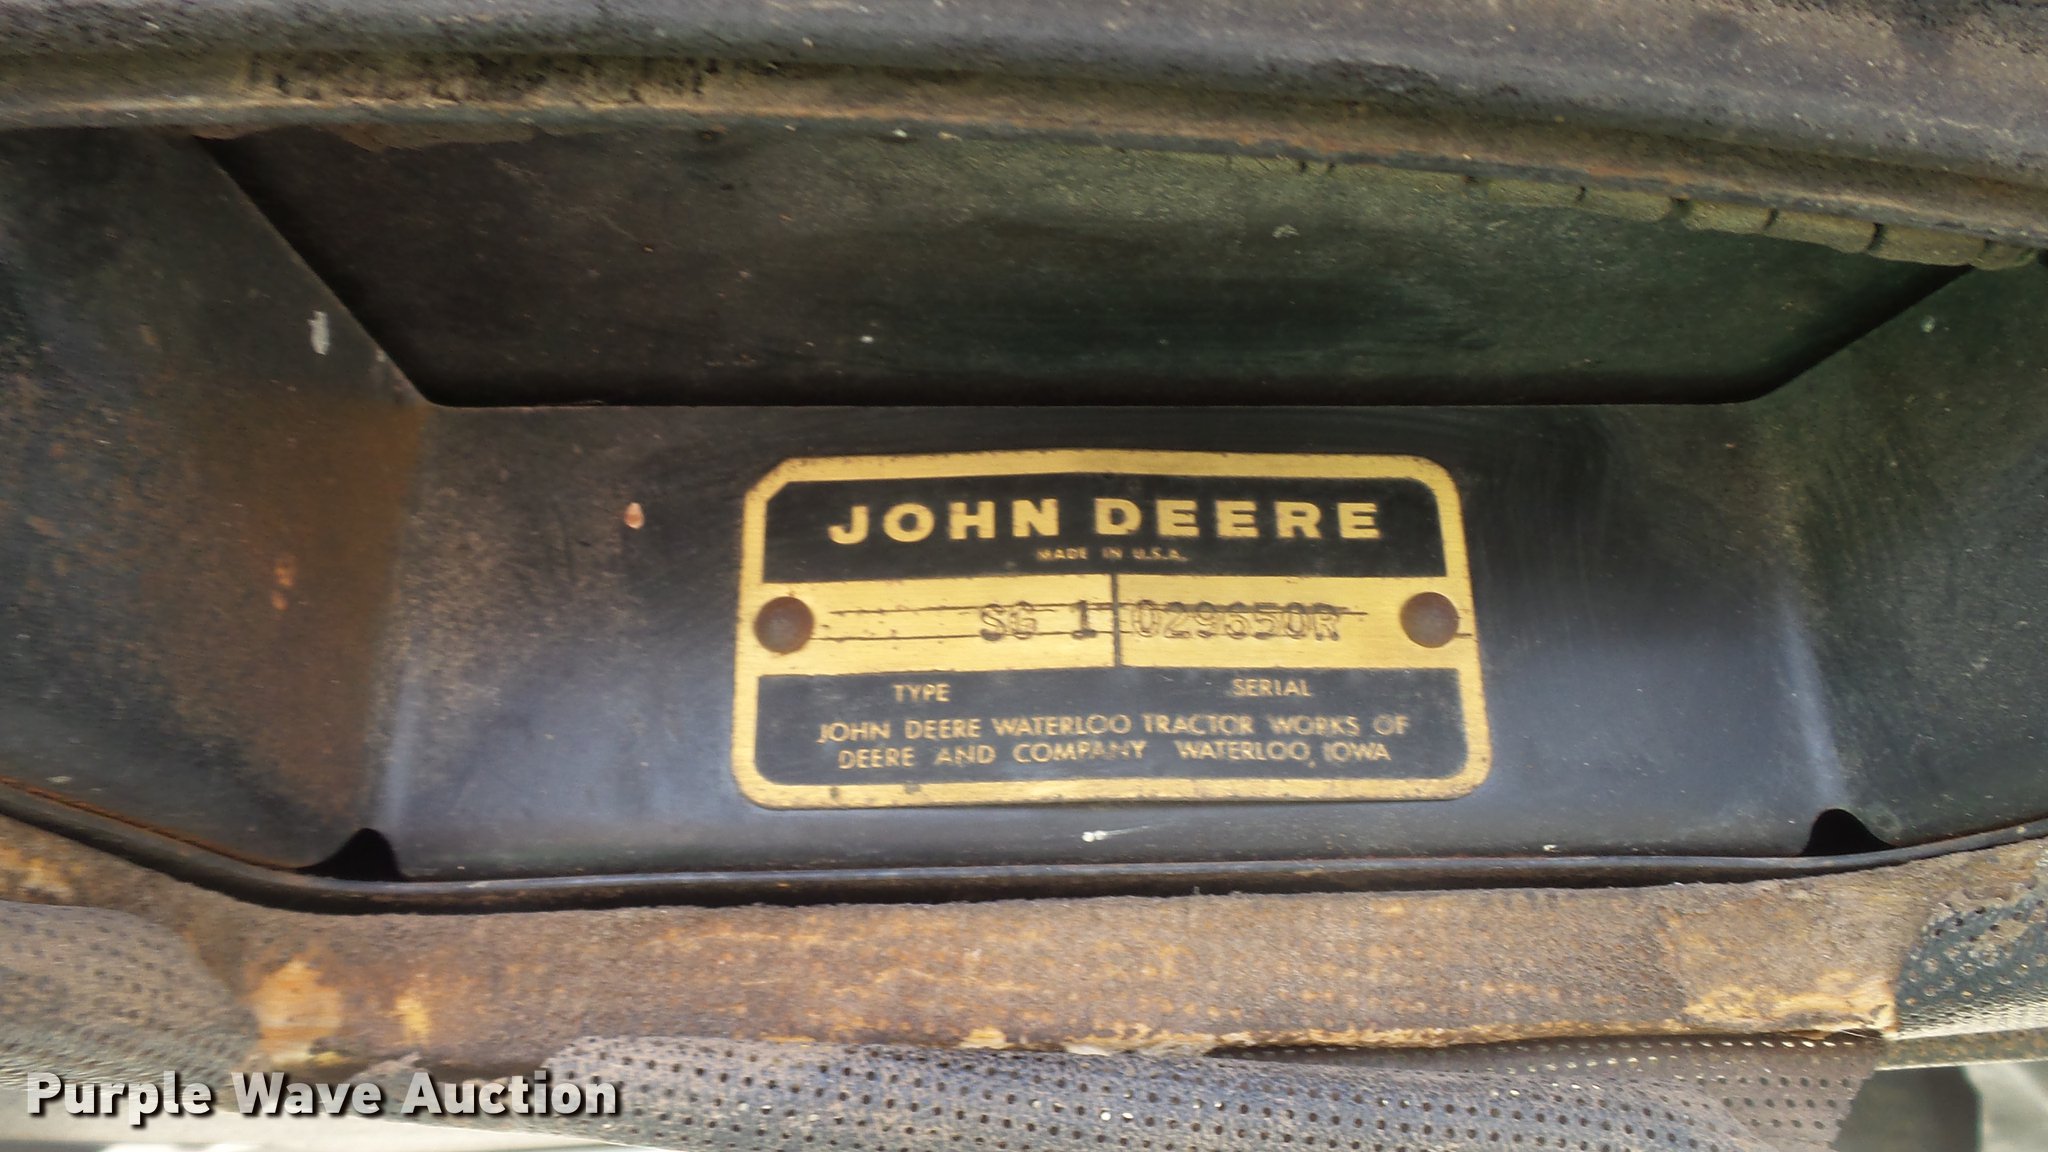 JOHN DEERE
MADE IN U.S.A.
SG 1 029650R
TYPE SERIAL
JOHN DEERE WATERLOO TRACTOR WORKS OF
DEERE AND COMPANY WATERLOO, IOWA
Purple Wave Auction